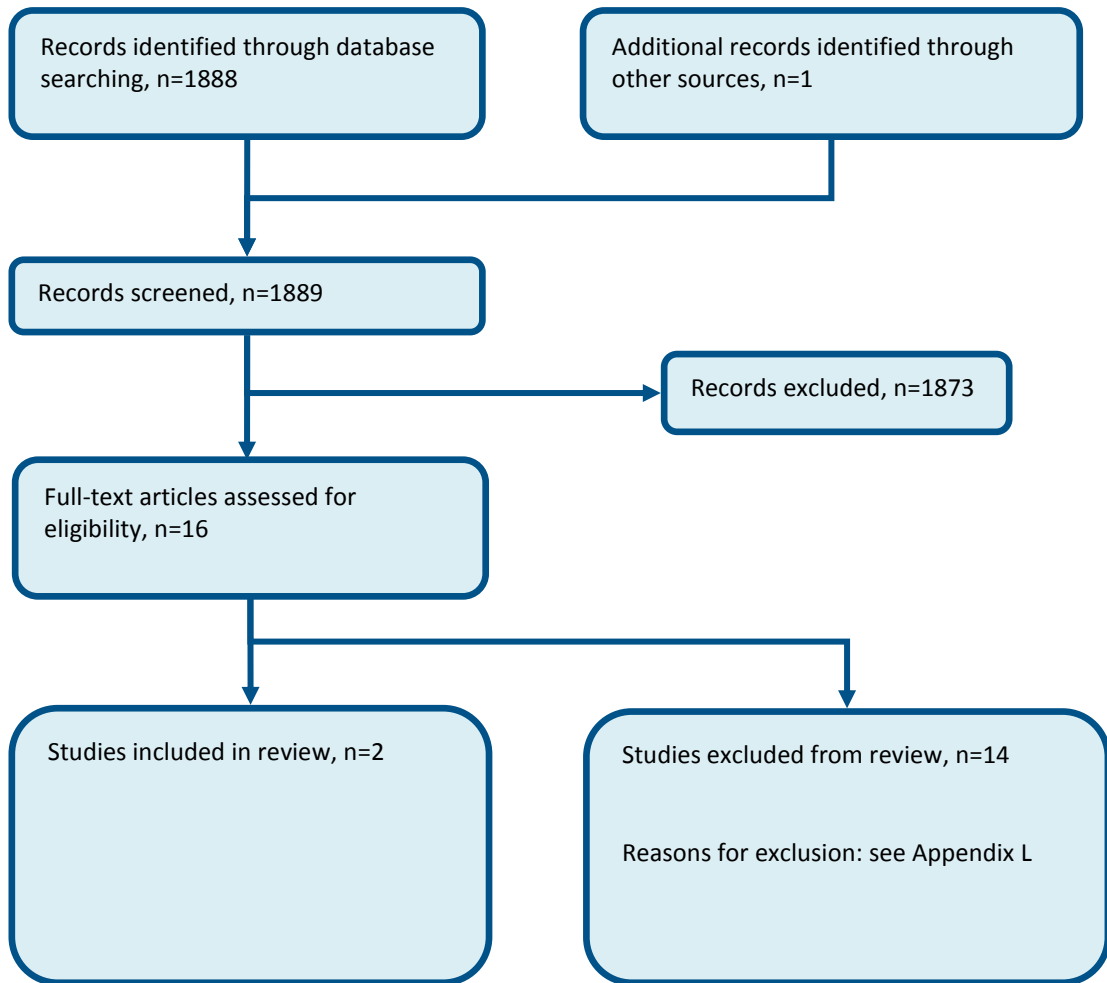 Records identified through database
searching, n=1888
Additional records identified through
other sources, n=1
Records screened, n=1889
Records excluded, n=1873
Full-text articles assessed for
eligibility, n=16
Studies included in review, n=2
Studies excluded from review, n=14
Reasons for exclusion: see Appendix L